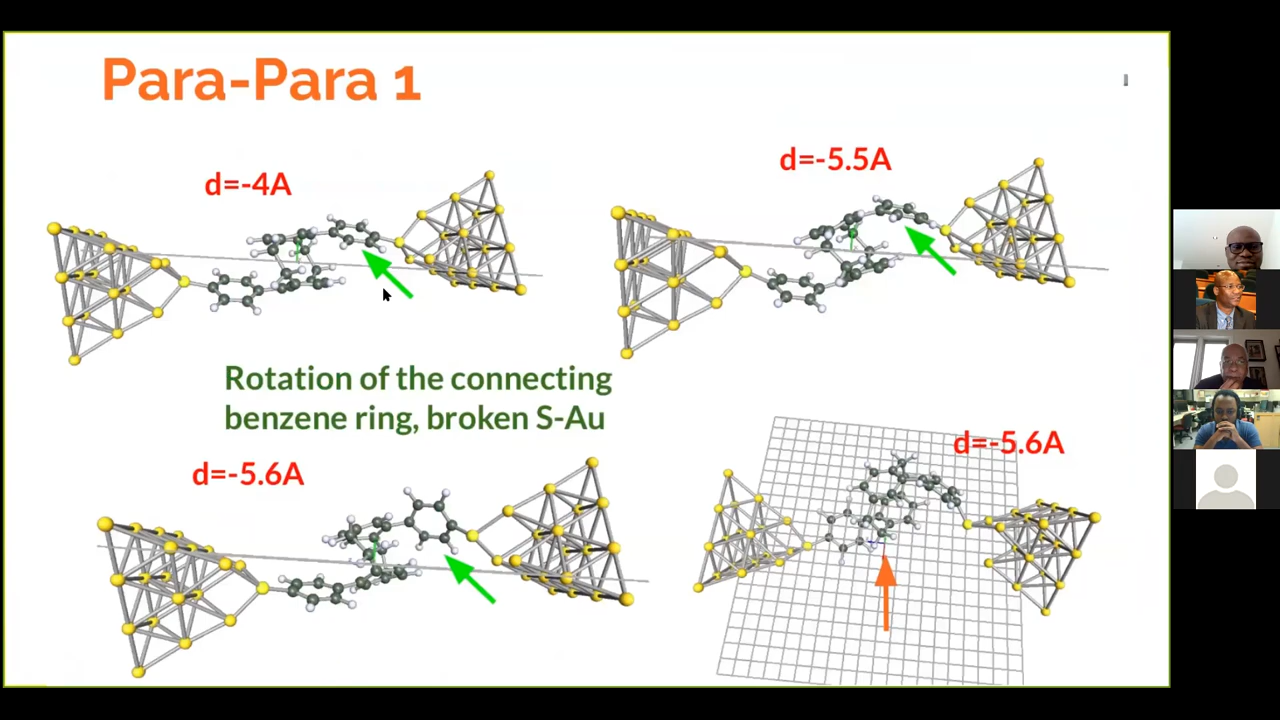 Para-Para 1
d=-4A
d=-5.5A
Rotation of the connecting
benzene ring, broken S-Au
d=-5.6A
d=-5.6A